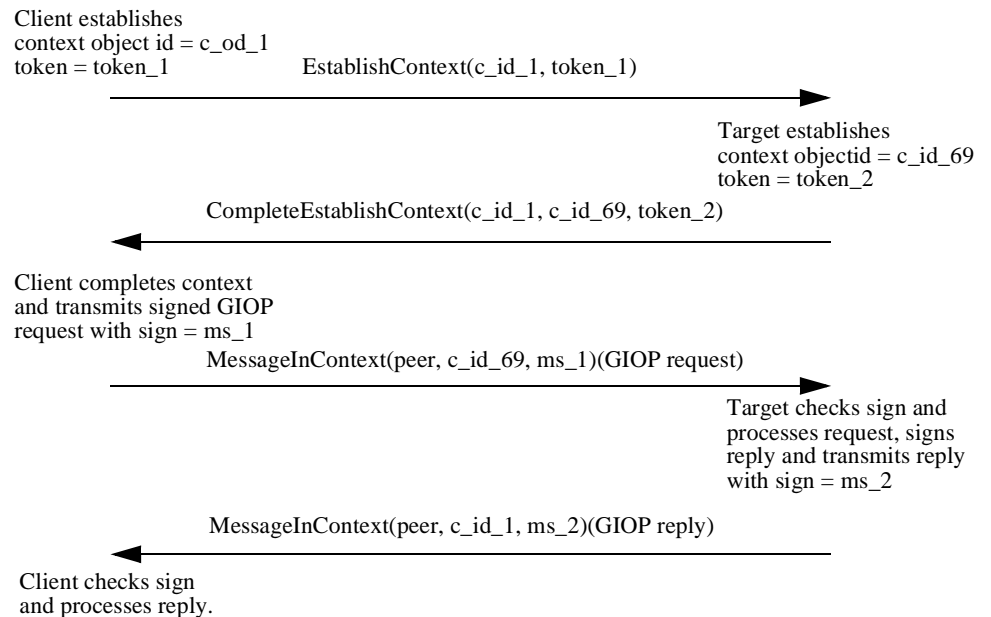 Client establishes
context object id = c_od_1
token = token_1
EstablishContext(c_id_1, token_1)
Target establishes
context objectid = c_id_69
token = token_2
CompleteEstablishContext(c_id_1, c_id_69, token_2)
Client completes context
and transmits signed GIOP
request with sign = ms_1
MessageInContext(peer, c_id_69, ms_1)(GIOP request)
Target checks sign and
processes request, signs
reply and transmits reply
with sign = ms_2
MessageInContext(peer, c_id_1, ms_2)(GIOP reply)
Client checks sign
and processes reply.